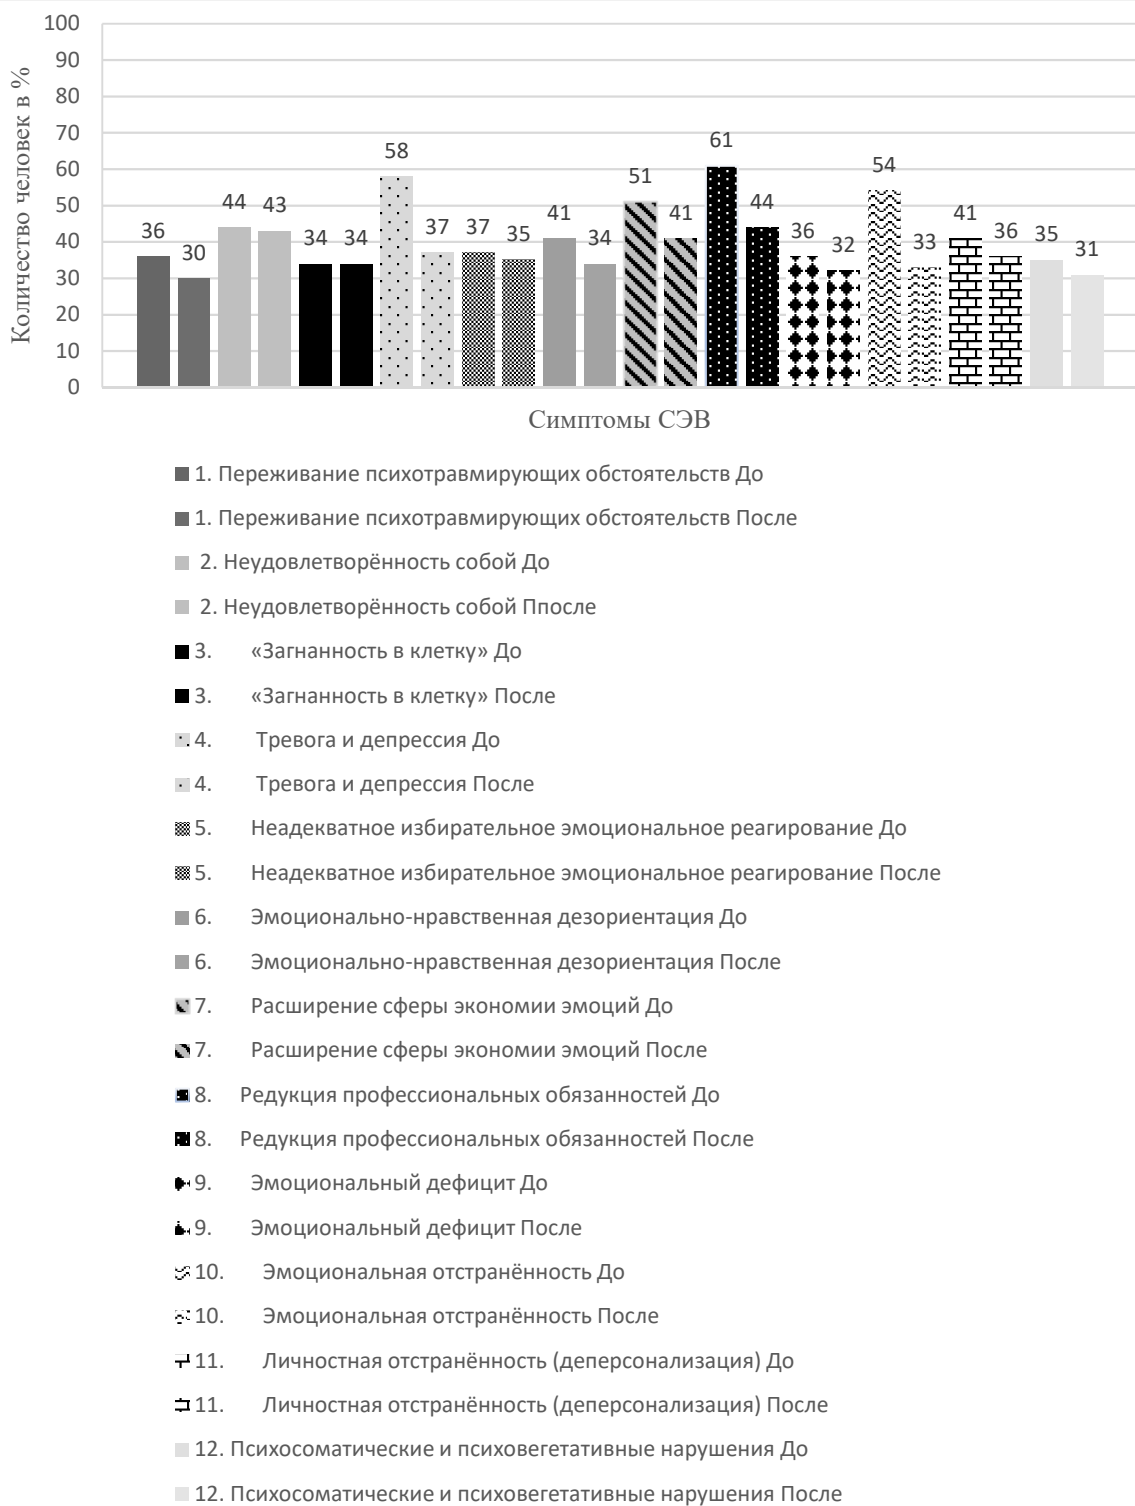 Количество человек в %
100
90
80
70
60
50
40
30
20
10
0
36 30 44 43 34 34 58 37 37 35 41 34 51 41 61 44 36 32 54 33 41 36 35 31
Симптомы СЭВ
1. Переживание психотравмирующих обстоятельств До
1. Переживание психотравмирующих обстоятельств После
2. Неудовлетворённость собой До
2. Неудовлетворённость собой Ппосле
3. «Загнанность в клетку» До
3. «Загнанность в клетку» После
4. Тревога и депрессия До
4. Тревога и депрессия После
5. Неадекватное избирательное эмоциональное реагирование До
5. Неадекватное избирательное эмоциональное реагирование После
6. Эмоционально-нравственная дезориентация До
6. Эмоционально-нравственная дезориентация После
7. Расширение сферы экономии эмоций До
7. Расширение сферы экономии эмоций После
8. Редукция профессиональных обязанностей До
8. Редукция профессиональных обязанностей После
9. Эмоциональный дефицит До
9. Эмоциональный дефицит После
10. Эмоциональная отстранённость До
10. Эмоциональная отстранённость После
11. Личностная отстранённость (деперсонализация) До
11. Личностная отстранённость (деперсонализация) После
12. Психосоматические и психовегетативные нарушения До
12. Психосоматические и психовегетативные нарушения После